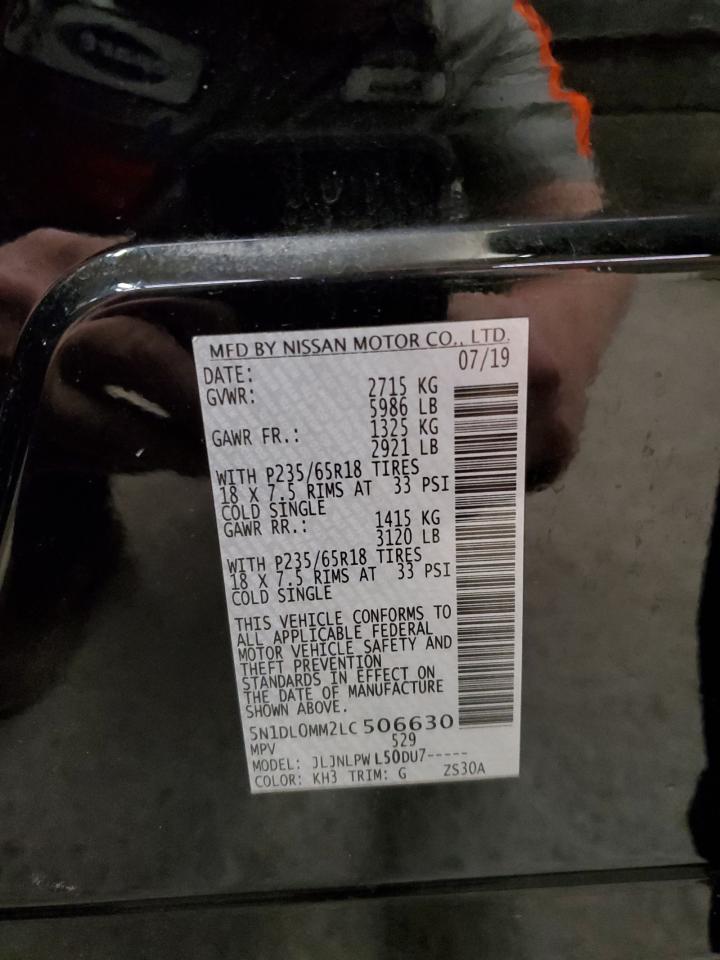 MFD BY NISSAN MOTOR CO., LTD.
DATE: 07/19
GVWR: 2715 KG
5986 LB
GAWR FR.: 1325 KG
2921 LB
WITH P235/65R18 TIRES
18 X 7.5 RIMS AT 33 PSI
COLD SINGLE
GAWR RR.: 1415 KG
3120 LB
WITH P235/65R18 TIRES
18 X 7.5 RIMS AT 33 PSI
COLD SINGLE
THIS VEHICLE CONFORMS TO
ALL APPLICABLE FEDERAL
MOTOR VEHICLE SAFETY AND
THEFT PREVENTION
STANDARDS IN EFFECT ON
THE DATE OF MANUFACTURE
SHOWN ABOVE.
5N1DL0MM2LC506630
MPV 529
MODEL: JLJNLPWL50DU7-----
COLOR: KH3 TRIM: G ZS30A